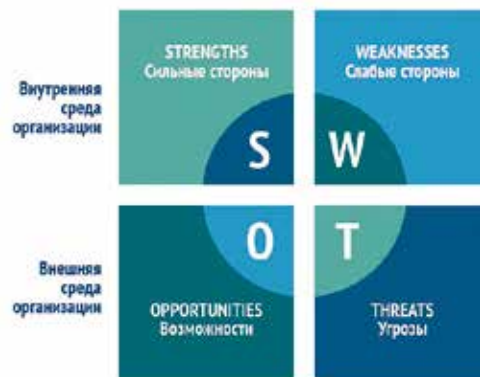 STRENGTHS
Сильные стороны
WEAKNESSES
Слабые стороны
Внутренняя
среда
организации
S
W
O
T
Внешняя
среда
организации
OPPORTUNITIES
Возможности
THREATS
Угрозы